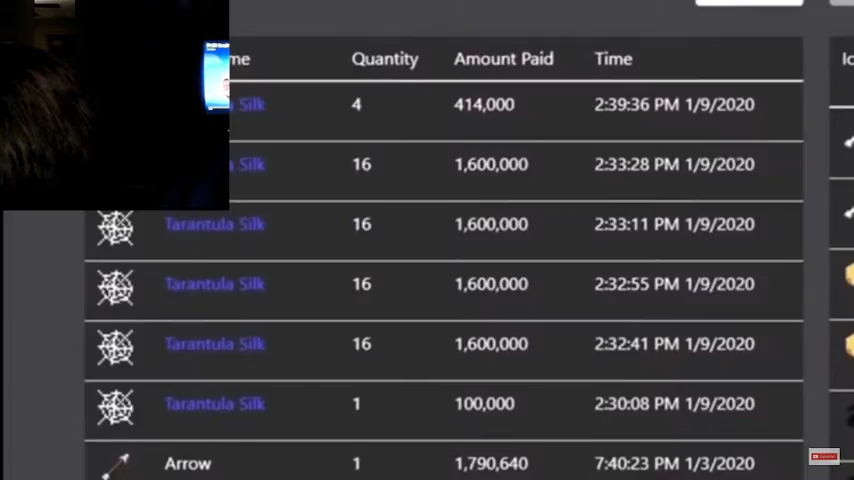 me Quantity Amount Paid Time
Silk 4 414,000 2:39:36 PM 1/9/2020
Silk 16 1,600,000 2:33:28 PM 1/9/2020
Tarantula Silk 16 1,600,000 2:33:11 PM 1/9/2020
Tarantula Silk 16 1,600,000 2:32:55 PM 1/9/2020
Tarantula Silk 16 1,600,000 2:32:41 PM 1/9/2020
Tarantula Silk 1 100,000 2:30:08 PM 1/9/2020
Arrow 1 1,790,640 7:40:23 PM 1/3/2020